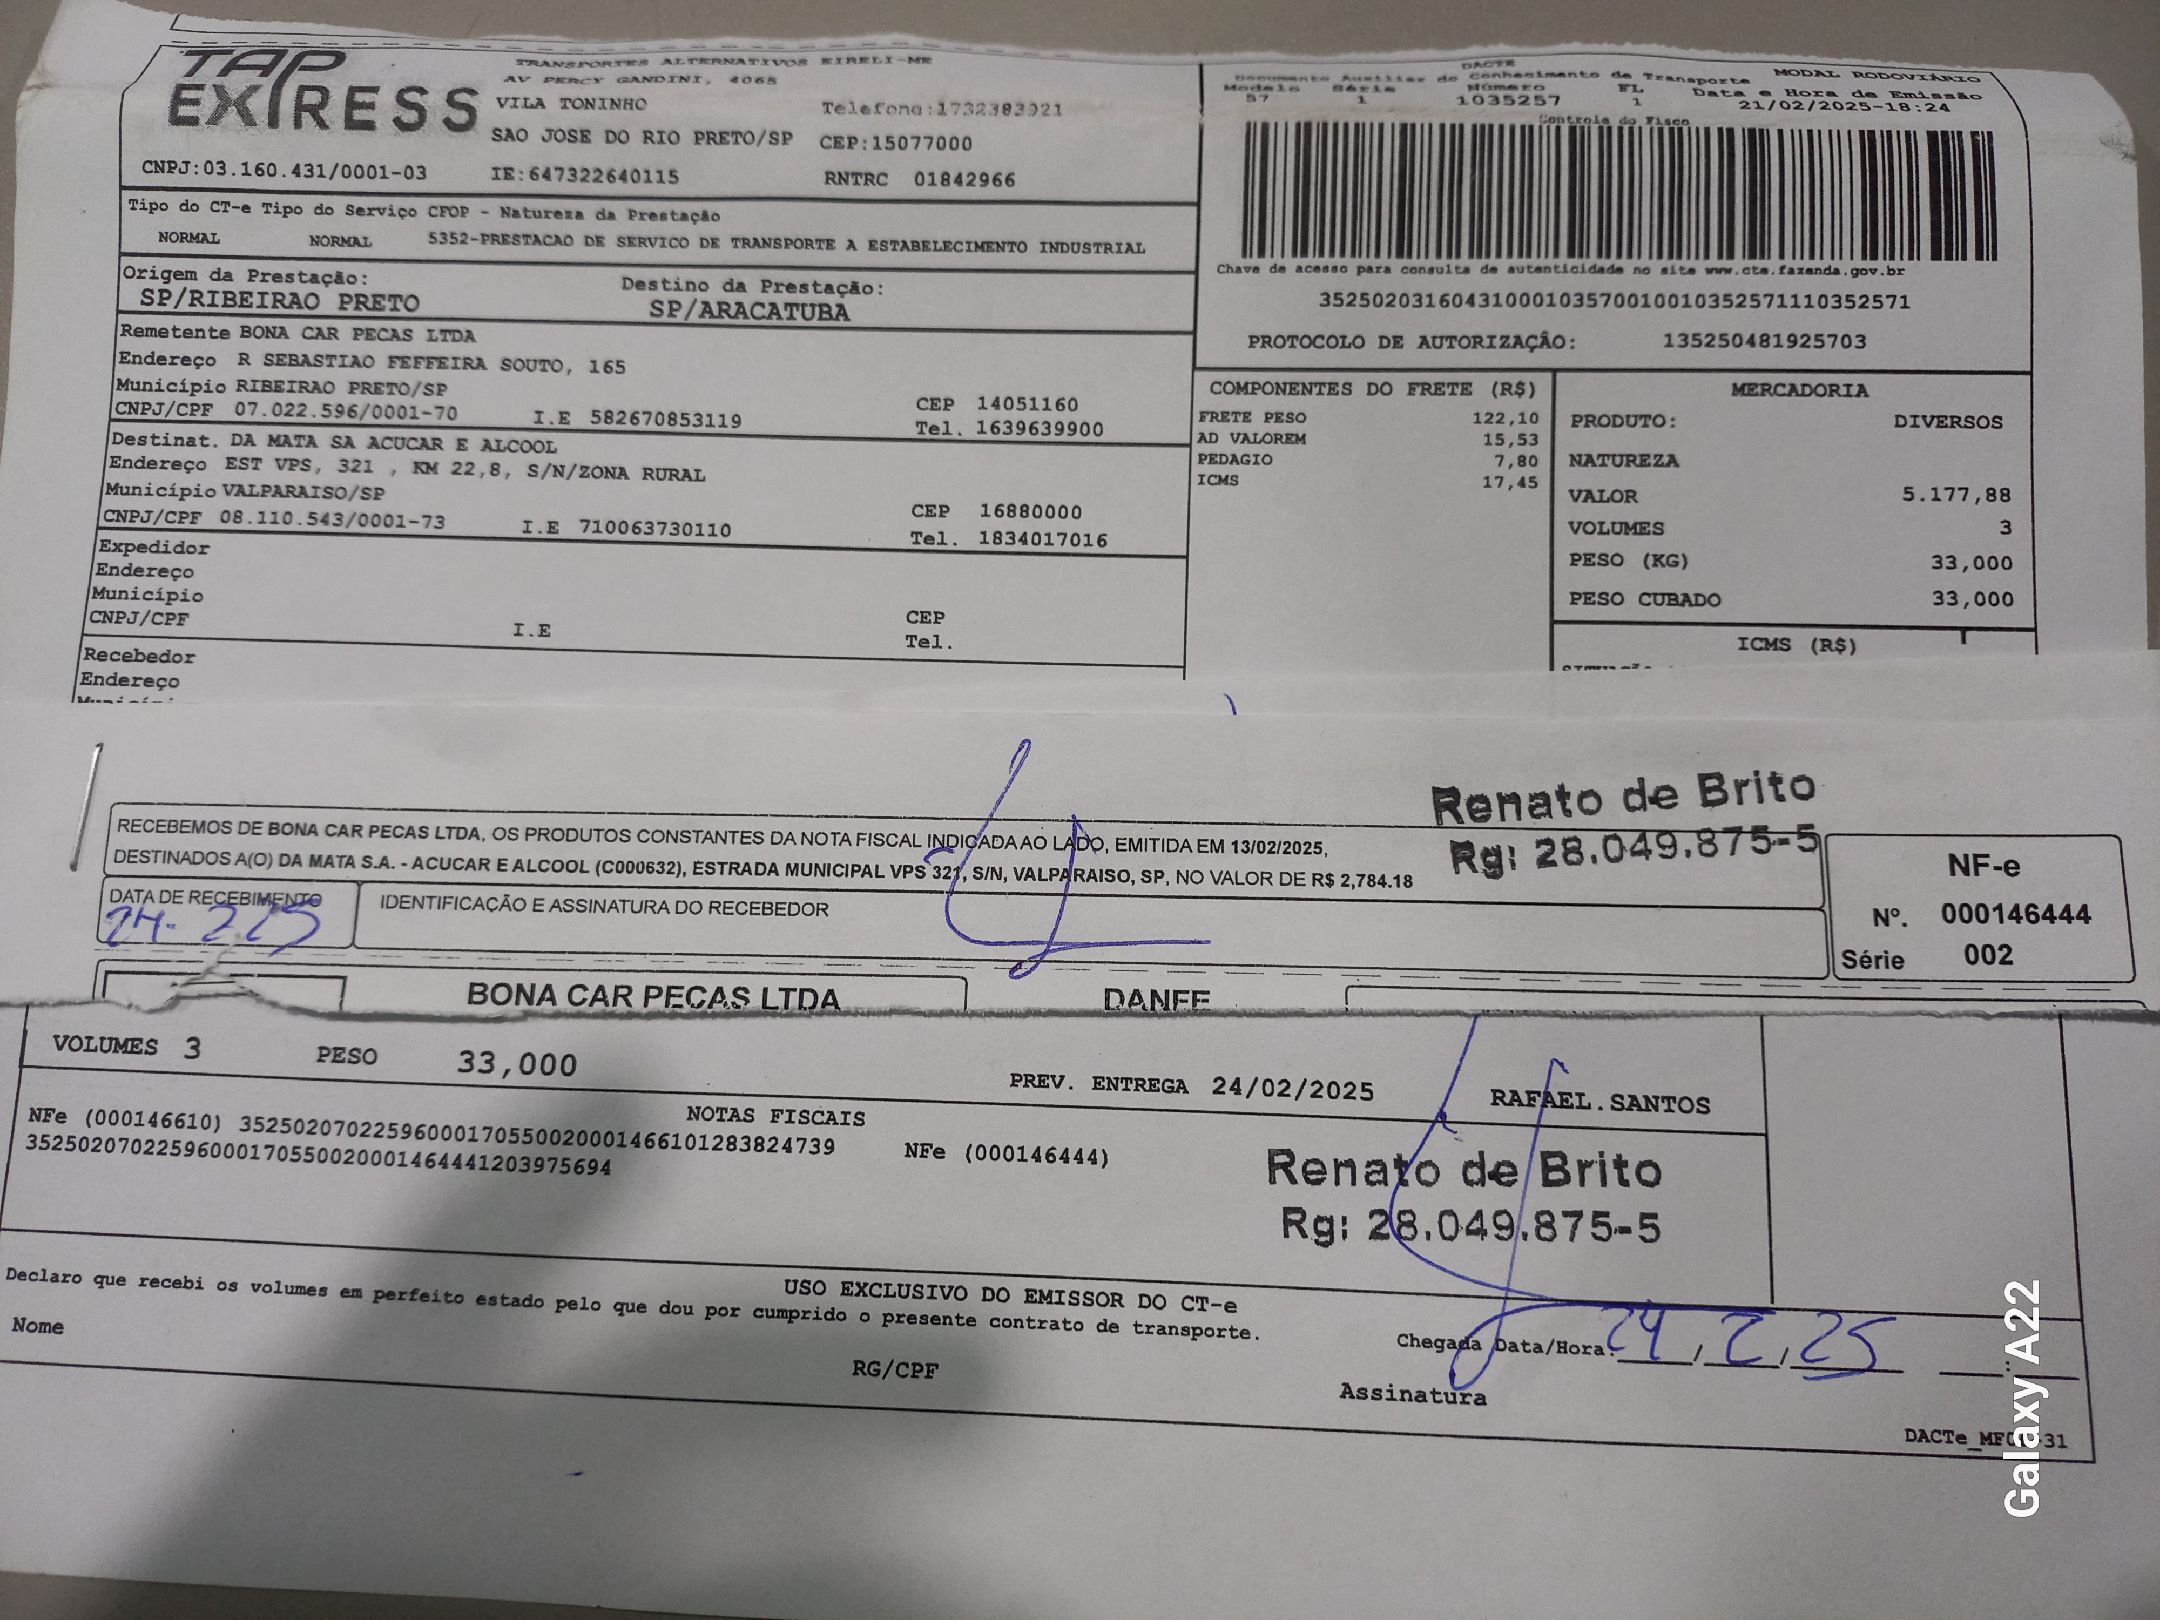 TAP EXPRESS
TRANSPORTES ALTERNATIVOS EIRELI-ME
AV PERCY GANDINI, 4065
VILA TONINHO Telefone:1732383921
SAO JOSE DO RIO PRETO/SP CEP:15077000
CNPJ:03.160.431/0001-03 IE:647322640115 RNTRC 01842966
DACTE
Documento Auxiliar do Conhecimento de Transporte MODAL RODOVIÁRIO
Modelo Série Número FL Data e Hora de Emissão
57 1 1035257 1 21/02/2025-18:24
Controle do Fisco
Chave de acesso para consulta de autenticidade no site www.cte.fazenda.gov.br
35250203160431000103570010010352571110352571
PROTOCOLO DE AUTORIZAÇÃO: 135250481925703
Tipo do CT-e Tipo do Serviço CFOP - Natureza da Prestação
NORMAL NORMAL 5352-PRESTACAO DE SERVICO DE TRANSPORTE A ESTABELECIMENTO INDUSTRIAL
Origem da Prestação: Destino da Prestação:
SP/RIBEIRAO PRETO SP/ARACATUBA
Remetente BONA CAR PECAS LTDA
Endereço R SEBASTIAO FEFFEIRA SOUTO, 165
Município RIBEIRAO PRETO/SP CEP 14051160
CNPJ/CPF 07.022.596/0001-70 I.E 582670853119 Tel. 1639639900
Destinat. DA MATA SA ACUCAR E ALCOOL
Endereço EST VPS, 321 , KM 22,8, S/N/ZONA RURAL
Município VALPARAISO/SP CEP 16880000
CNPJ/CPF 08.110.543/0001-73 I.E 710063730110 Tel. 1834017016
Expedidor
Endereço
Município CEP
CNPJ/CPF I.E Tel.
Recebedor
Endereço
Municípi
COMPONENTES DO FRETE (R$)
FRETE PESO 122,10
AD VALOREM 15,53
PEDAGIO 7,80
ICMS 17,45
MERCADORIA
PRODUTO: DIVERSOS
NATUREZA
VALOR 5.177,88
VOLUMES 3
PESO (KG) 33,000
PESO CUBADO 33,000
ICMS (R$)
Renato de Brito
Rg: 28.049.875-5
RECEBEMOS DE BONA CAR PECAS LTDA, OS PRODUTOS CONSTANTES DA NOTA FISCAL INDICADA AO LADO, EMITIDA EM 13/02/2025,
DESTINADOS A(O) DA MATA S.A. - ACUCAR E ALCOOL (C000632), ESTRADA MUNICIPAL VPS 321, S/N, VALPARAISO, SP, NO VALOR DE R$ 2,784.18
DATA DE RECEBIMENTO IDENTIFICAÇÃO E ASSINATURA DO RECEBEDOR
24.2.25
NF-e
Nº. 000146444
Série 002
BONA CAR PECAS LTDA DANFE
VOLUMES 3 PESO 33,000 PREV. ENTREGA 24/02/2025 RAFAEL.SANTOS
NOTAS FISCAIS
NFe (000146610) 35250207022596000170550020001466101283824739 NFe (000146444)
35250207022596000170550020001464441203975694
Renato de Brito
Rg: 28.049.875-5
USO EXCLUSIVO DO EMISSOR DO CT-e
Declaro que recebi os volumes em perfeito estado pelo que dou por cumprido o presente contrato de transporte.
Nome RG/CPF Chegada Data/Hora: 24/2/25
Assinatura
Galaxy A22